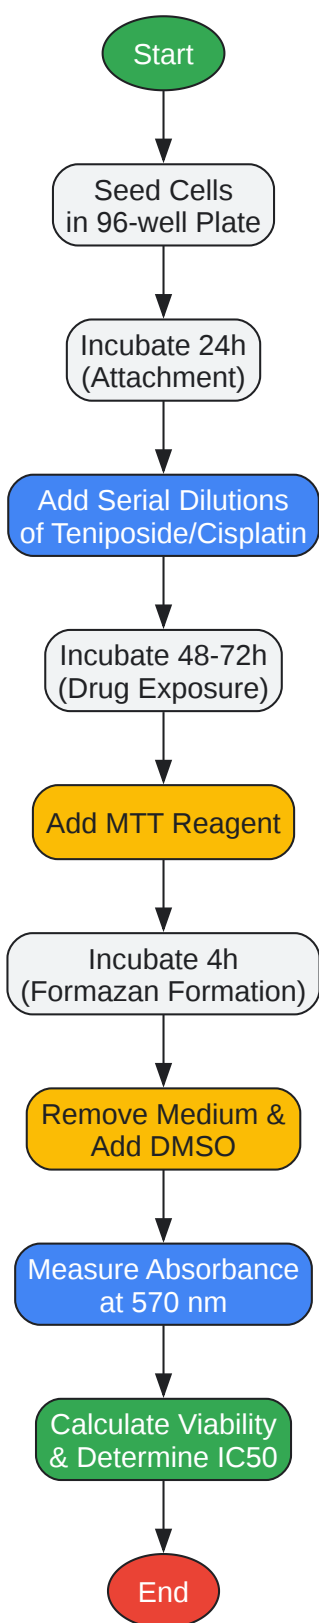 Start
Seed Cells
in 96-well Plate
Incubate 24h
(Attachment)
Add Serial Dilutions
of Teniposide/Cisplatin
Incubate 48-72h
(Drug Exposure)
Add MTT Reagent
Incubate 4h
(Formazan Formation)
Remove Medium &
Add DMSO
Measure Absorbance
at 570 nm
Calculate Viability
& Determine IC50
End